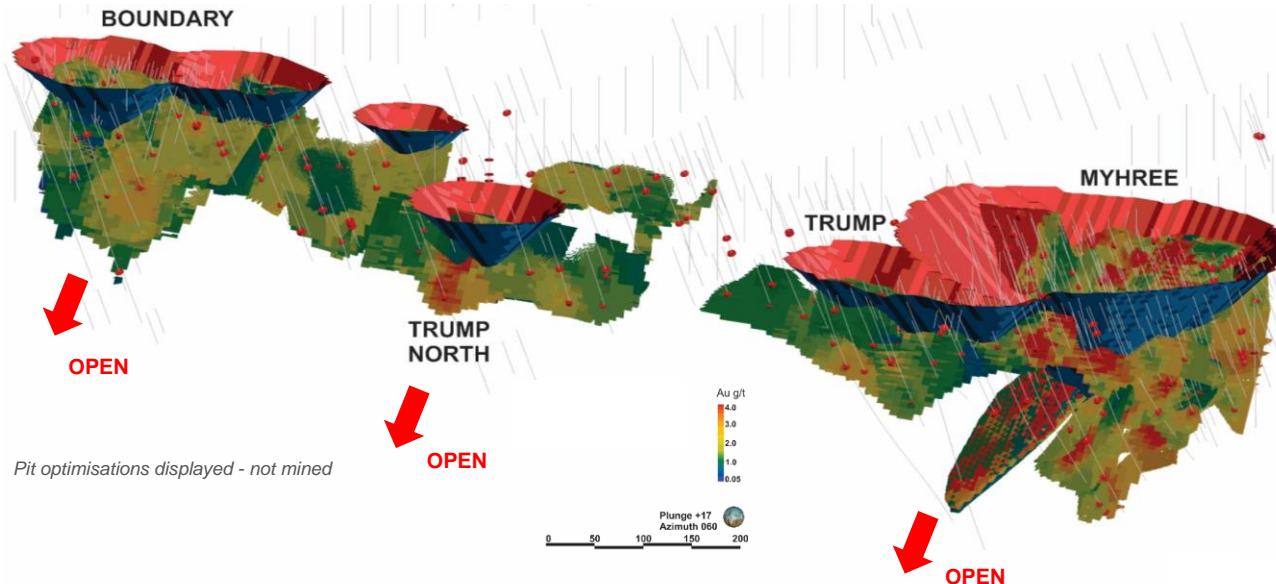 BOUNDARY
MYHREE
TRUMP
TRUMP
NORTH
OPEN
OPEN
OPEN
Pit optimisations displayed - not mined
Au g/t
4.0
3.0
2.0
1.0
0.05
Plunge +17
Azimuth 060
0 50 100 150 200